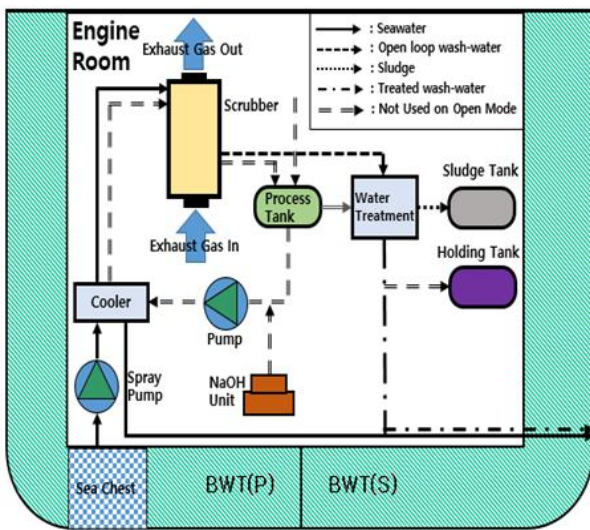 Engine
Room
Exhaust Gas Out
Scrubber
: Seawater
: Open loop wash-water
: Sludge
: Treated wash-water
: Not Used on Open Mode
Process
Tank
Water
Treatment
Sludge Tank
Holding Tank
Exhaust Gas In
Cooler
Pump
Spray
Pump
NaOH
Unit
Sea Chest
BWT(P)
BWT(S)